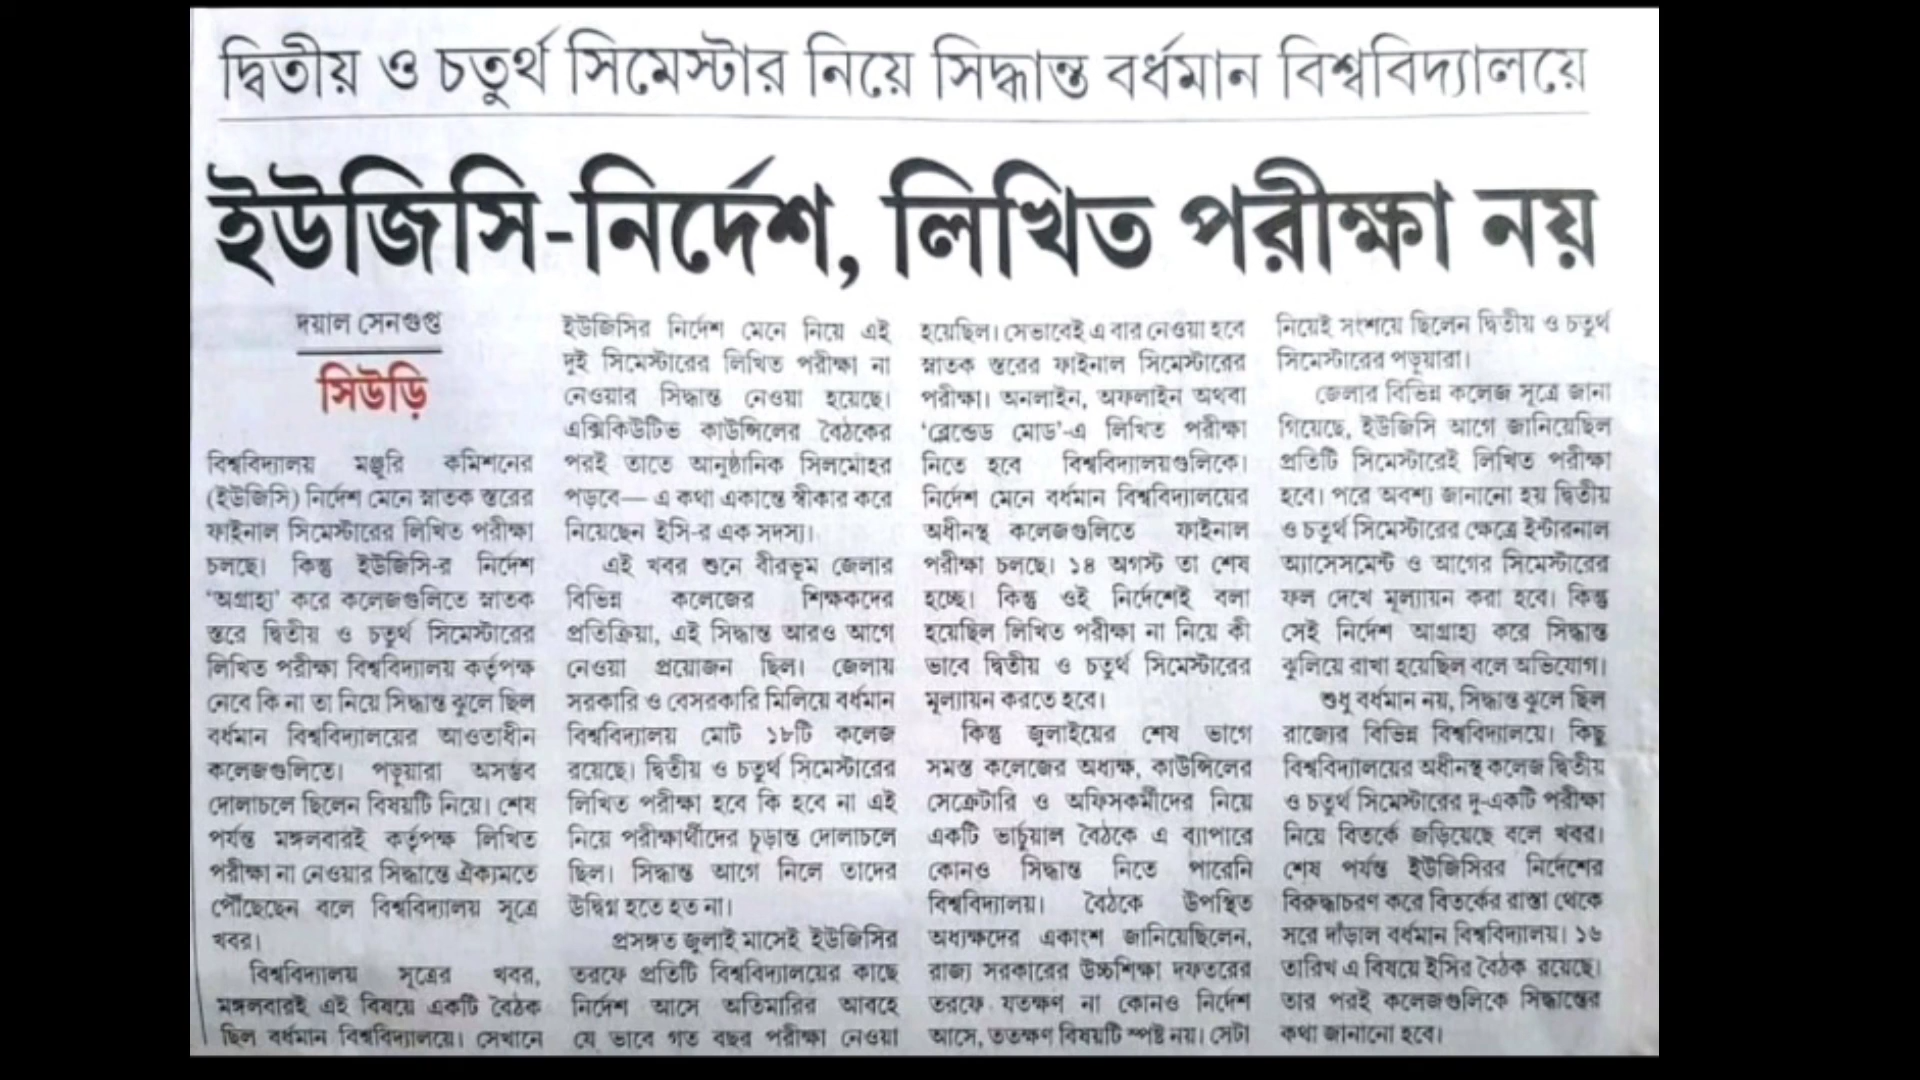 দ্বিতীয় ও চতুর্থ সিমেস্টার নিয়ে সিদ্ধান্ত বর্ধমান বিশ্ববিদ্যালয়ে
ইউজিসি-নির্দেশ, লিখিত পরীক্ষা নয়
দয়াল সেনগুপ্ত
সিউড়ি
বিশ্ববিদ্যালয় মঞ্জুরি কমিশনের
(ইউজিসি) নির্দেশ মেনে স্নাতক স্তরের
ফাইনাল সিমেস্টারের লিখিত পরীক্ষা
চলছে। কিন্তু ইউজিসি-র নির্দেশ
'অগ্রাহ্য' করে কলেজগুলিতে স্নাতক
স্তরে দ্বিতীয় ও চতুর্থ সিমেস্টারের
লিখিত পরীক্ষা বিশ্ববিদ্যালয় কর্তৃপক্ষ
নেবে কি না তা নিয়ে সিদ্ধান্ত ঝুলে ছিল
বর্ধমান বিশ্ববিদ্যালয়ের আওতাধীন
কলেজগুলিতে। পড়ুয়ারা অসম্ভব
দোলাচলে ছিলেন বিষয়টি নিয়ে। শেষ
পর্যন্ত মঙ্গলবারই কর্তৃপক্ষ লিখিত
পরীক্ষা না নেওয়ার সিদ্ধান্তে ঐক্যমতে
পৌঁছেছেন বলে বিশ্ববিদ্যালয় সূত্রে
খবর।
বিশ্ববিদ্যালয় সূত্রের খবর,
মঙ্গলবারই এই বিষয়ে একটি বৈঠক
ছিল বর্ধমান বিশ্ববিদ্যালয়ে। সেখানে
ইউজিসির নির্দেশ মেনে নিয়ে এই
দুই সিমেস্টারের লিখিত পরীক্ষা না
নেওয়ার সিদ্ধান্ত নেওয়া হয়েছে।
এক্সিকিউটিভ কাউন্সিলের বৈঠকের
পরই তাতে আনুষ্ঠানিক সিলমোহর
পড়বে— এ কথা একান্তে স্বীকার করে
নিয়েছেন ইসি-র এক সদস্য।
এই খবর শুনে বীরভূম জেলার
বিভিন্ন কলেজের শিক্ষকদের
প্রতিক্রিয়া, এই সিদ্ধান্ত আরও আগে
নেওয়া প্রয়োজন ছিল। জেলায়
সরকারি ও বেসরকারি মিলিয়ে বর্ধমান
বিশ্ববিদ্যালয় মোট ১৮টি কলেজ
রয়েছে। দ্বিতীয় ও চতুর্থ সিমেস্টারের
লিখিত পরীক্ষা হবে কি হবে না এই
নিয়ে পরীক্ষার্থীদের চূড়ান্ত দোলাচলে
ছিল। সিদ্ধান্ত আগে নিলে তাদের
উদ্বিগ্ন হতে হত না।
প্রসঙ্গত জুলাই মাসেই ইউজিসির
তরফে প্রতিটি বিশ্ববিদ্যালয়ের কাছে
নির্দেশ আসে অতিমারির আবহে
যে ভাবে গত বছর পরীক্ষা নেওয়া
হয়েছিল। সেভাবেই এ বার নেওয়া হবে
স্নাতক স্তরের ফাইনাল সিমেস্টারের
পরীক্ষা। অনলাইন, অফলাইন অথবা
'ব্লেন্ডেড মোড'-এ লিখিত পরীক্ষা
নিতে হবে বিশ্ববিদ্যালয়গুলিকে।
নির্দেশ মেনে বর্ধমান বিশ্ববিদ্যালয়ের
অধীনস্থ কলেজগুলিতে ফাইনাল
পরীক্ষা চলছে। ১৪ অগস্ট তা শেষ
হচ্ছে। কিন্তু ওই নির্দেশেই বলা
হয়েছিল লিখিত পরীক্ষা না নিয়ে কী
ভাবে দ্বিতীয় ও চতুর্থ সিমেস্টারের
মূল্যায়ন করতে হবে।
কিন্তু জুলাইয়ের শেষ ভাগে
সমস্ত কলেজের অধ্যক্ষ, কাউন্সিলের
সেক্রেটারি ও অফিসকর্মীদের নিয়ে
একটি ভার্চুয়াল বৈঠকে এ ব্যাপারে
কোনও সিদ্ধান্ত নিতে পারেনি
বিশ্ববিদ্যালয়। বৈঠকে উপস্থিত
অধ্যক্ষদের একাংশ জানিয়েছিলেন,
রাজ্য সরকারের উচ্চশিক্ষা দফতরের
তরফে যতক্ষণ না কোনও নির্দেশ
আসে, ততক্ষণ বিষয়টি স্পষ্ট নয়। সেটা
নিয়েই সংশয়ে ছিলেন দ্বিতীয় ও চতুর্থ
সিমেস্টারের পড়ুয়ারা।
জেলার বিভিন্ন কলেজ সূত্রে জানা
গিয়েছে, ইউজিসি আগে জানিয়েছিল
প্রতিটি সিমেস্টারেই লিখিত পরীক্ষা
হবে। পরে অবশ্য জানানো হয় দ্বিতীয়
ও চতুর্থ সিমেস্টারের ক্ষেত্রে ইন্টারনাল
অ্যাসেসমেন্ট ও আগের সিমেস্টারের
ফল দেখে মূল্যায়ন করা হবে। কিন্তু
সেই নির্দেশ আগ্রাহ্য করে সিদ্ধান্ত
ঝুলিয়ে রাখা হয়েছিল বলে অভিযোগ।
শুধু বর্ধমান নয়, সিদ্ধান্ত ঝুলে ছিল
রাজ্যের বিভিন্ন বিশ্ববিদ্যালয়ে। কিছু
বিশ্ববিদ্যালয়ের অধীনস্থ কলেজ দ্বিতীয়
ও চতুর্থ সিমেস্টারের দু-একটি পরীক্ষা
নিয়ে বিতর্কে জড়িয়েছে বলে খবর।
শেষ পর্যন্ত ইউজিসিরর নির্দেশের
বিরুদ্ধাচরণ করে বিতর্কের রাস্তা থেকে
সরে দাঁড়াল বর্ধমান বিশ্ববিদ্যালয়। ১৬
তারিখ এ বিষয়ে ইসির বৈঠক রয়েছে।
তার পরই কলেজগুলিকে সিদ্ধান্তের
কথা জানানো হবে।